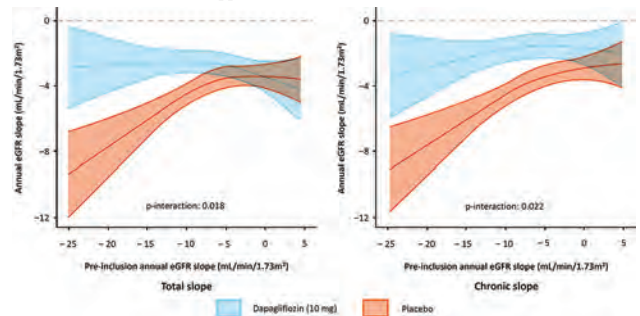 0
−4
−8
−12
Annual eGFR slope (mL/min/1.73m²)
p-interaction: 0.018
−25 −20 −15 −10 −5 0 5
Pre-inclusion annual eGFR slope (mL/min/1.73m²)
Total slope
0
−4
−8
−12
Annual eGFR slope (mL/min/1.73m²)
p-interaction: 0.022
−25 −20 −15 −10 −5 0 5
Pre-inclusion annual eGFR slope (mL/min/1.73m²)
Chronic slope
Dapagliflozin (10 mg) Placebo